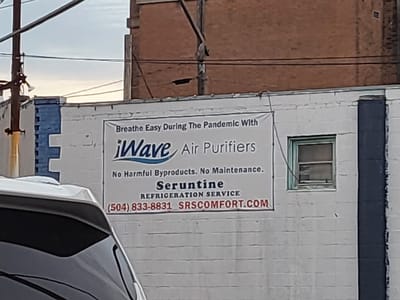 Breathe Easy During The Pandemic With
iWave Air Purifiers
No Harmful Byproducts. No Maintenance.
Seruntine
REFRIGERATION SERVICE
(504) 833-8831 SRSCOMFORT.COM